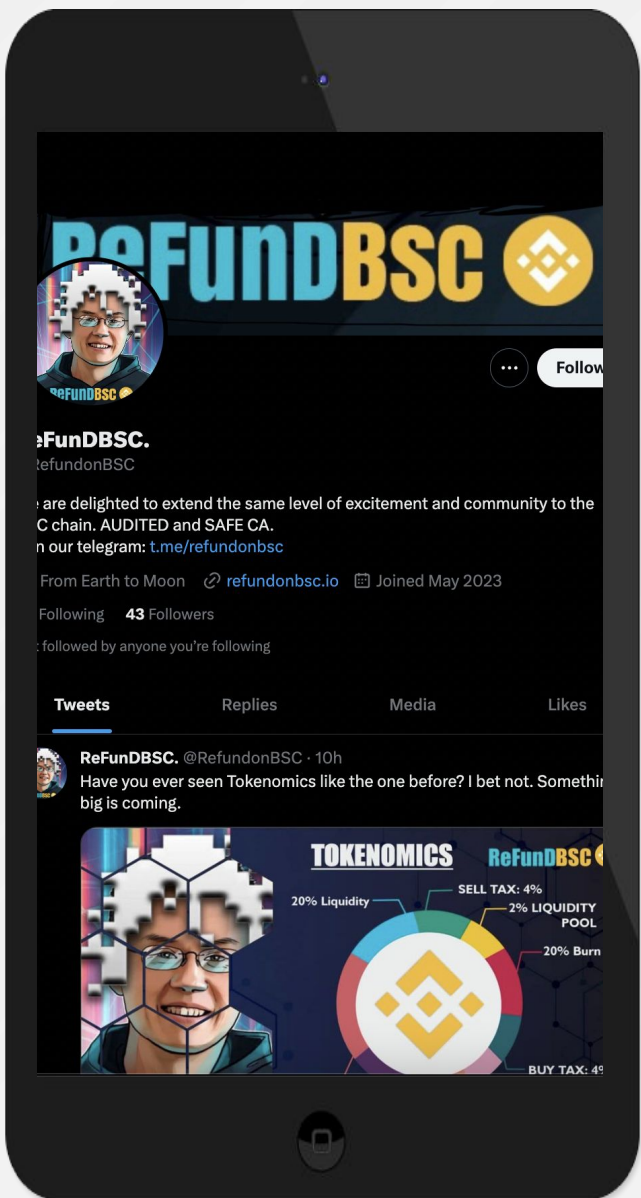 ReFunDBSC
ReFunDBSC
Follow
eFunDBSC.
RefundonBSC
are delighted to extend the same level of excitement and community to the
C chain. AUDITED and SAFE CA.
n our telegram: t.me/refundonbsc
From Earth to Moon refundonbsc.io Joined May 2023
Following 43 Followers
followed by anyone you're following
Tweets Replies Media Likes
ReFunDBSC. @RefundonBSC · 10h
Have you ever seen Tokenomics like the one before? I bet not. Somethin
big is coming.
TOKENOMICS ReFunDBSC
SELL TAX: 4%
20% Liquidity
2% LIQUIDITY
POOL
20% Burn
BUY TAX: 4%